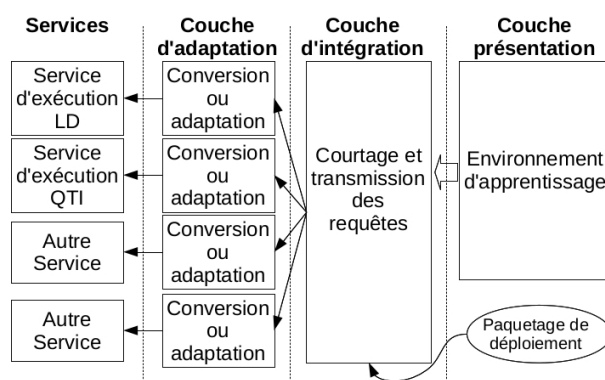 Services
Couche
d'adaptation
Couche
d'intégration
Couche
présentation
Service
d'exécution
LD
Conversion
ou
adaptation
Service
d'exécution
QTI
Conversion
ou
adaptation
Autre
Service
Conversion
ou
adaptation
Autre
Service
Conversion
ou
adaptation
Courtage et
transmission
des
requêtes
Environnement
d'apprentissage
Paquetage de
déploiement